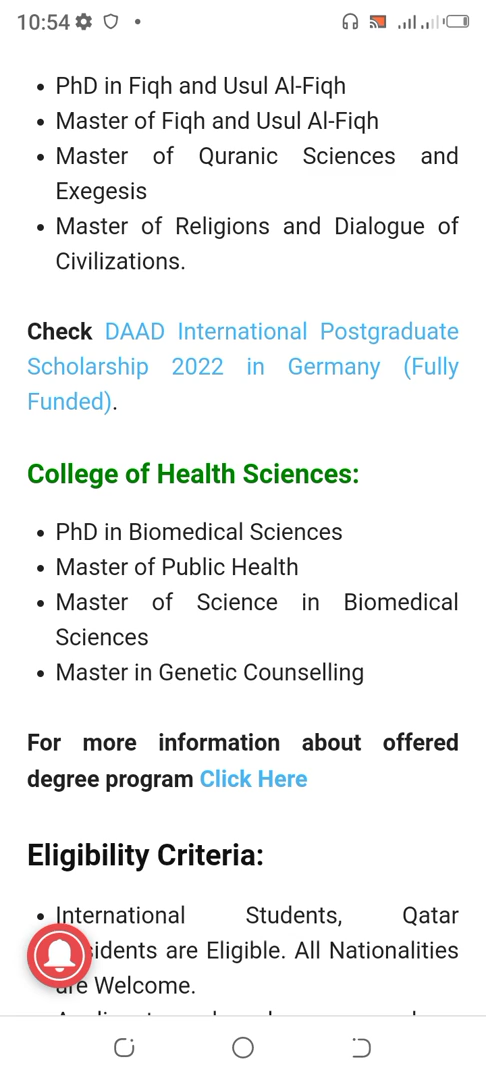 10:54
PhD in Fiqh and Usul Al-Fiqh
Master of Fiqh and Usul Al-Fiqh
Master of Quranic Sciences and
Exegesis
Master of Religions and Dialogue of
Civilizations.
Check DAAD International Postgraduate
Scholarship 2022 in Germany (Fully
Funded).
College of Health Sciences:
PhD in Biomedical Sciences
Master of Public Health
Master of Science in Biomedical
Sciences
Master in Genetic Counselling
For more information about offered
degree program Click Here
Eligibility Criteria:
International Students, Qatar
are Eligible. All Nationalities
are Welcome.